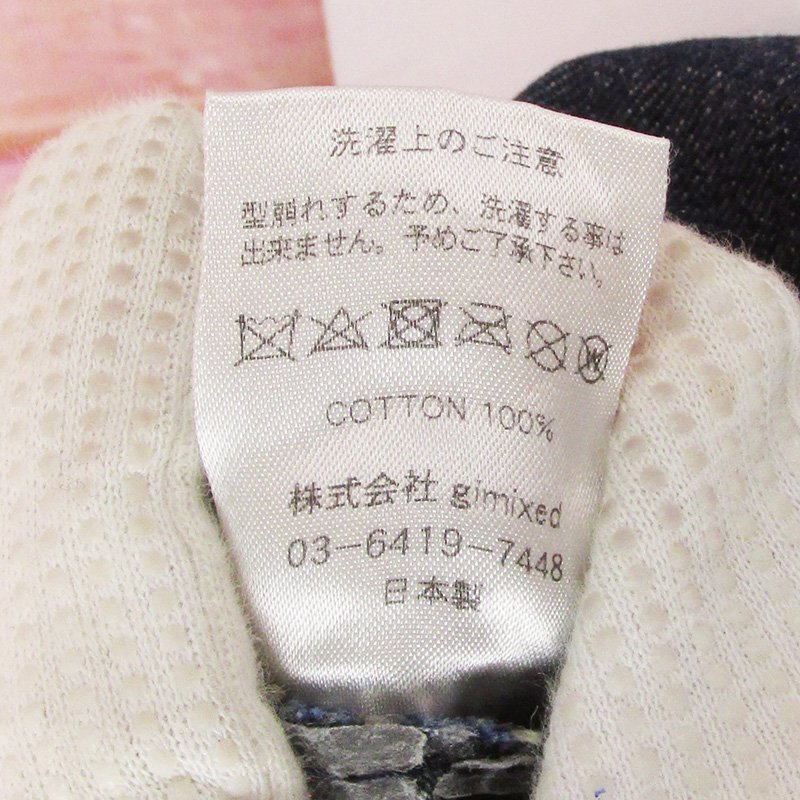 洗濯上のご注意
型崩れするため、洗濯する事は
出来ません。予めご了承下さい。
W
COTTON 100%
株式会社 gimixed
03-6419-7448
日本製